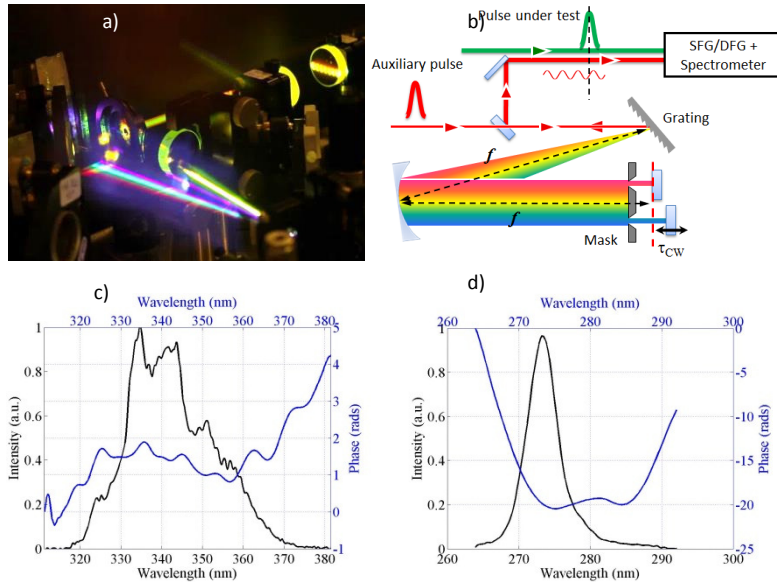 a)
b)
Pulse under test
SFG/DFG +
Spectrometer
Auxiliary pulse
Grating
f
f
Mask
τCW
c)
Wavelength (nm)
320 330 340 350 360 370 380
Intensity (a.u.)
1
0.8
0.6
0.4
0.2
0
5
4
3
2
1
0
-1
Phase (rads)
320 330 340 350 360 370 380
Wavelength (nm)
d)
Wavelength (nm)
260 270 280 290 300
Intensity (a.u.)
1
0.8
0.6
0.4
0.2
0
0
-5
-10
-15
-20
-25
Phase (rads)
260 270 280 290 300
Wavelength (nm)